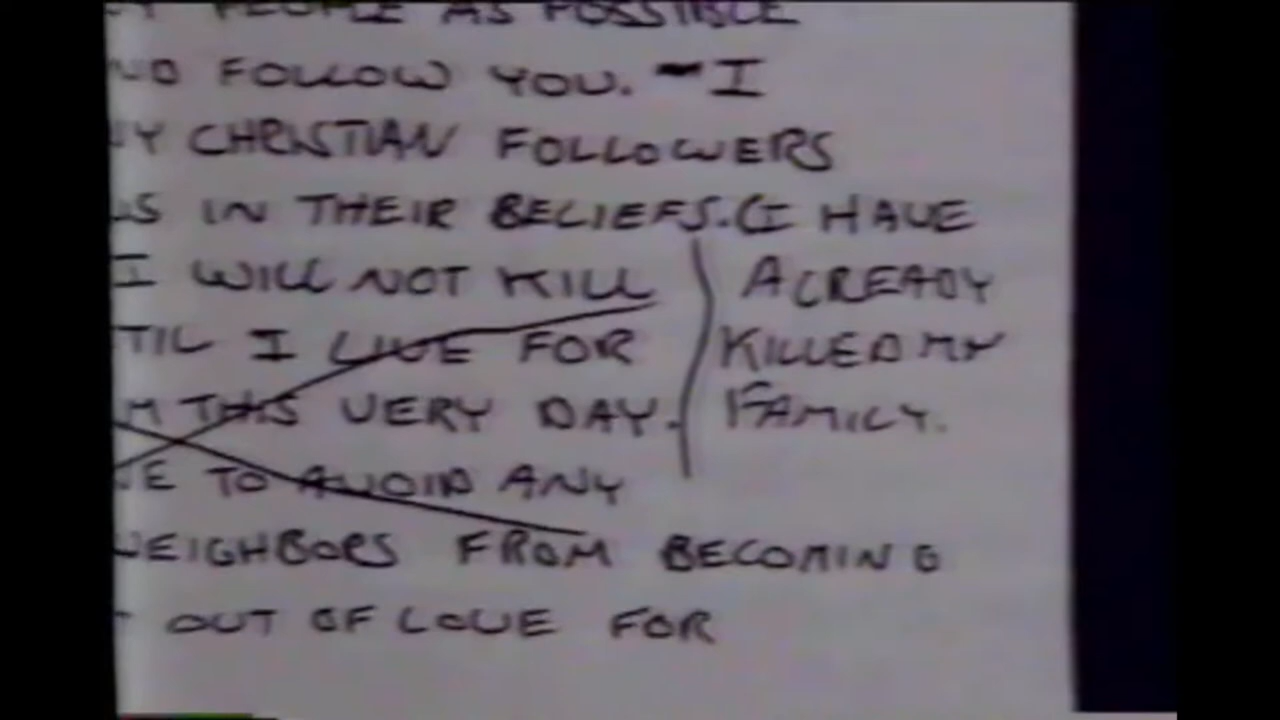 PEOPLE AS POSSIBLE
FOLLOW YOU. I
CHRISTIAN FOLLOWERS
IN THEIR BELIEFS. (I HAVE
I WILL NOT KILL ALREADY
TIL I LIVE FOR KILLED MY
THIS VERY DAY. FAMILY.
TO AVOID ANY
NEIGHBORS FROM BECOMING
OUT OF LOVE FOR